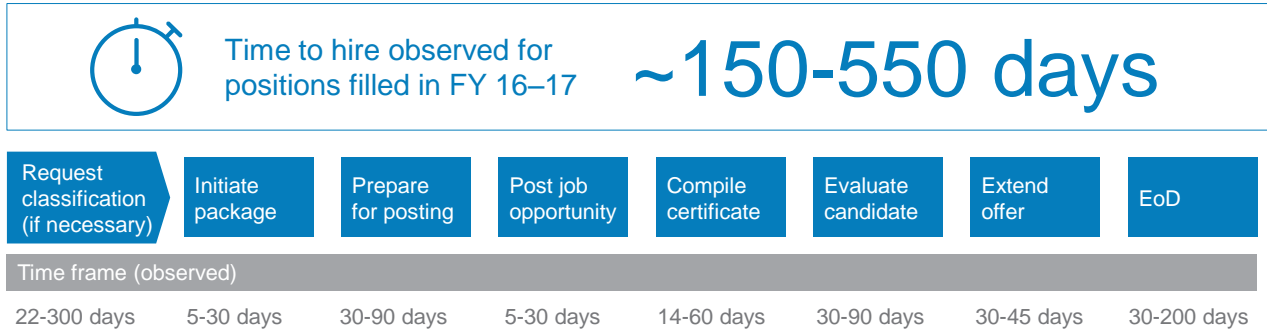 Time to hire observed for
positions filled in FY 16–17
~150-550 days
Request
classification
(if necessary)
Initiate
package
Prepare
for posting
Post job
opportunity
Compile
certificate
Evaluate
candidate
Extend
offer
EoD
Time frame (observed)
22-300 days
5-30 days
30-90 days
5-30 days
14-60 days
30-90 days
30-45 days
30-200 days